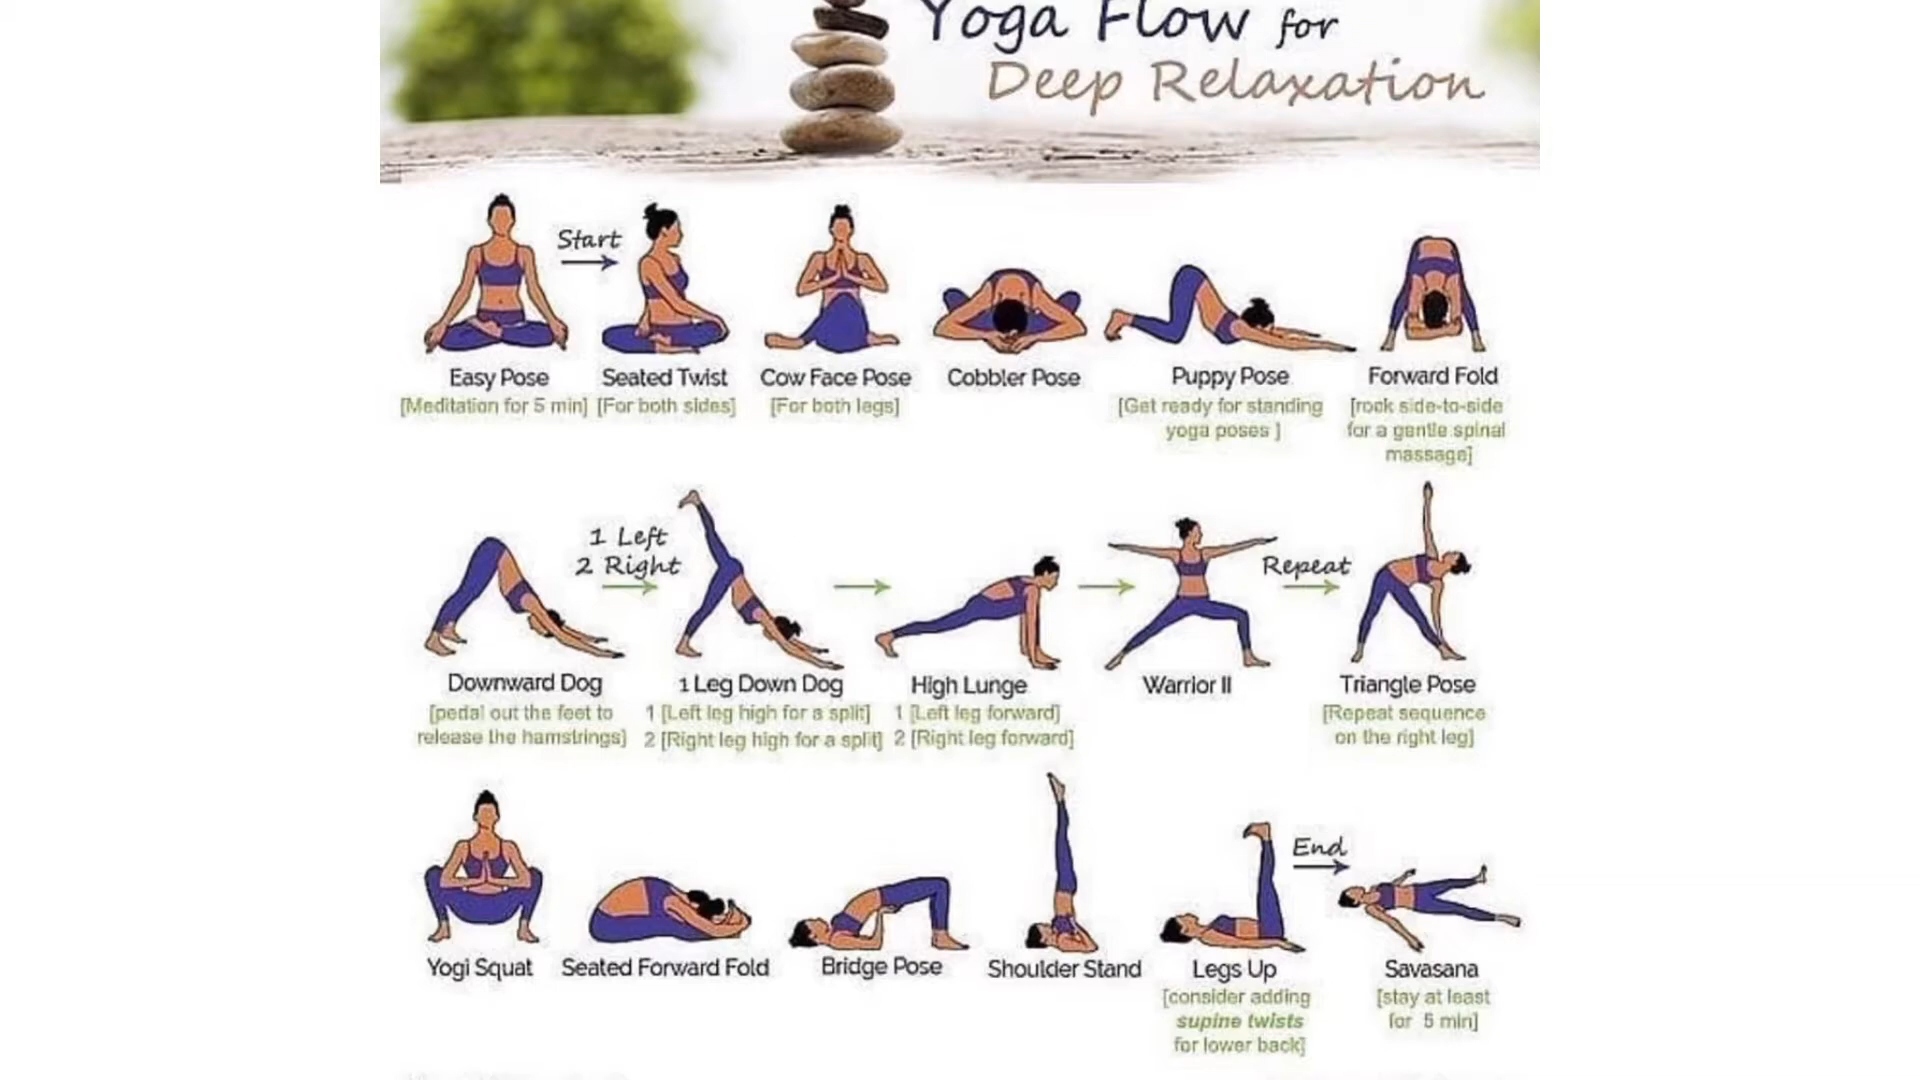 Yoga Flow for
Deep Relaxation
Start
Easy Pose
[Meditation for 5 min]
Seated Twist
[For both sides]
Cow Face Pose
[For both legs]
Cobbler Pose
Puppy Pose
[Get ready for standing
yoga poses ]
Forward Fold
[rock side-to-side
for a gentle spinal
massage]
1 Left
2 Right
Repeat
Downward Dog
[pedal out the feet to
release the hamstrings]
1 Leg Down Dog
1 [Left leg high for a split]
2 [Right leg high for a split]
High Lunge
1 [Left leg forward]
2 [Right leg forward]
Warrior II
Triangle Pose
[Repeat sequence
on the right leg]
End
Yogi Squat
Seated Forward Fold
Bridge Pose
Shoulder Stand
Legs Up
[consider adding
supine twists
for lower back]
Savasana
[stay at least
for 5 min]